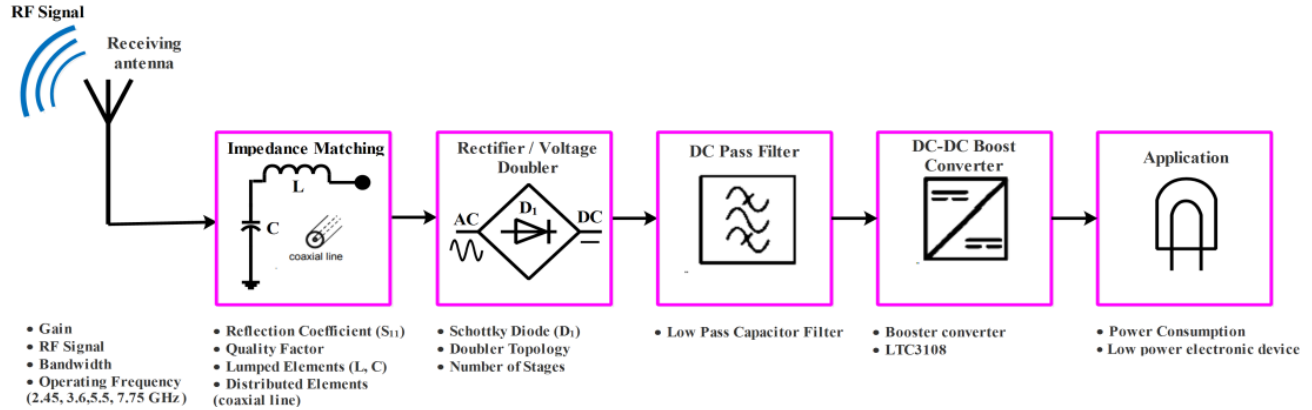 RF Signal
Receiving
antenna
Impedance Matching
L
C
coaxial line
Rectifier / Voltage
Doubler
AC
D₁
DC
DC Pass Filter
DC-DC Boost
Converter
Application
• Gain
• RF Signal
• Bandwidth
• Operating Frequency
(2.45, 3.6,5.5, 7.75 GHz)
• Reflection Coefficient (S₁₁)
• Quality Factor
• Lumped Elements (L, C)
• Distributed Elements
(coaxial line)
• Schottky Diode (D₁)
• Doubler Topology
• Number of Stages
• Low Pass Capacitor Filter
• Booster converter
• LTC3108
• Power Consumption
• Low power electronic device